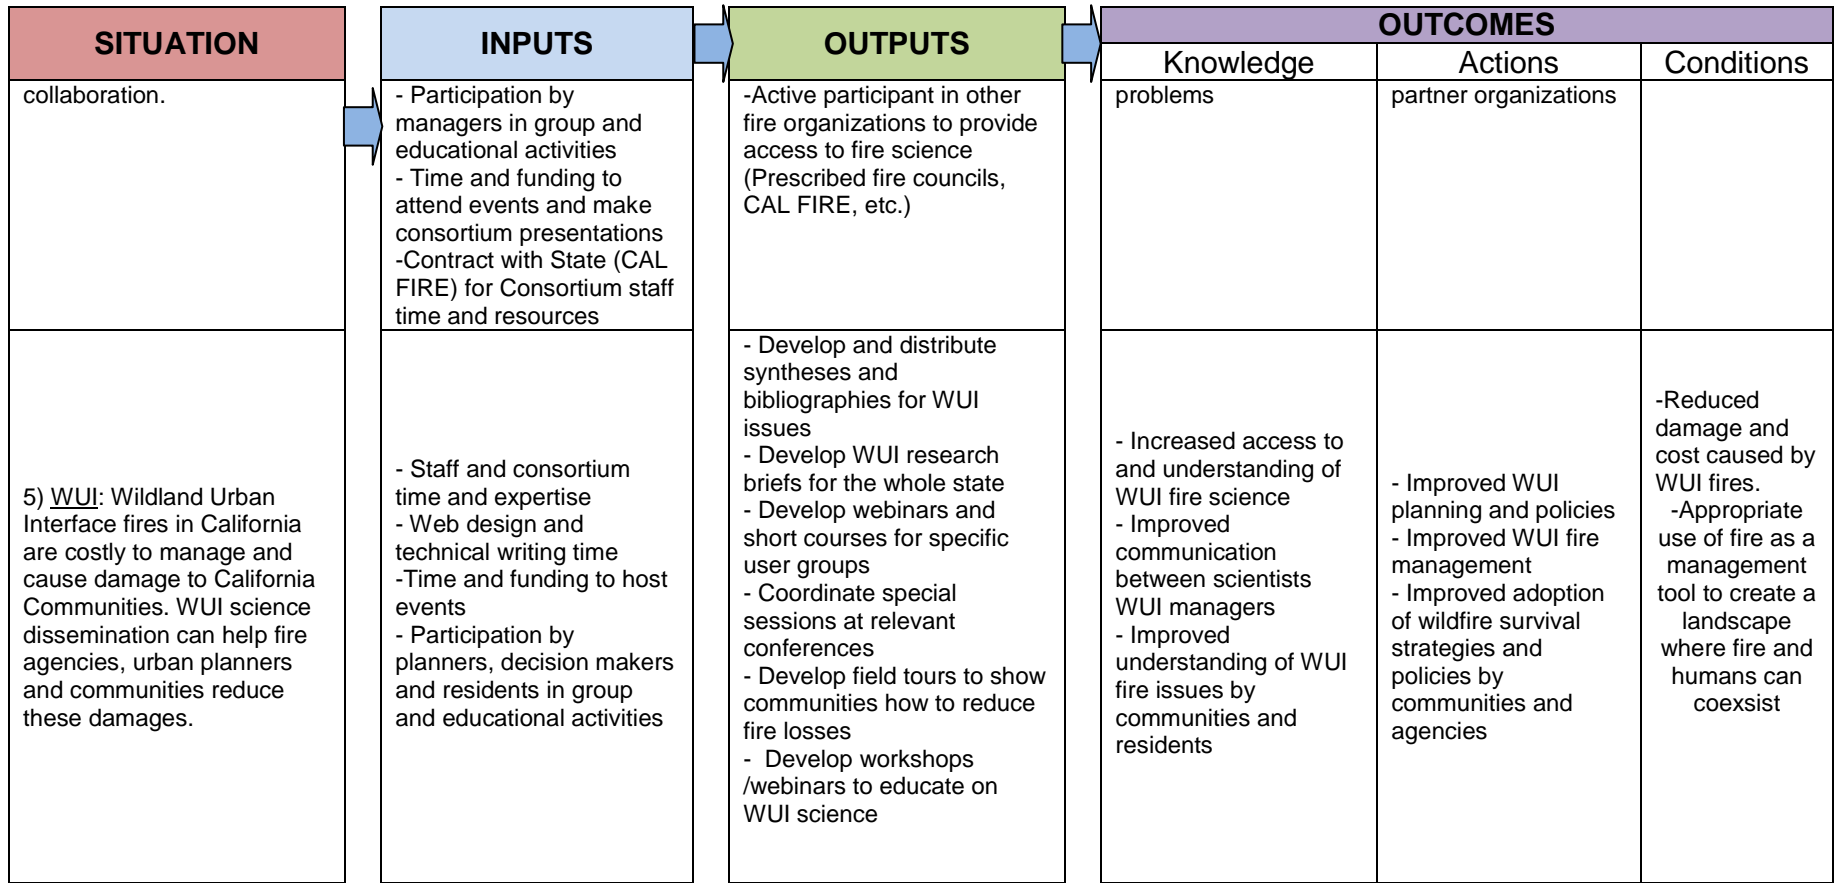 SITUATION
INPUTS
OUTPUTS
OUTCOMES
Knowledge
Actions
Conditions
collaboration.
- Participation by
managers in group and
educational activities
- Time and funding to
attend events and make
consortium presentations
-Contract with State (CAL
FIRE) for Consortium staff
time and resources
-Active participant in other
fire organizations to provide
access to fire science
(Prescribed fire councils,
CAL FIRE, etc.)
problems
partner organizations
5) WUI: Wildland Urban
Interface fires in California
are costly to manage and
cause damage to California
Communities. WUI science
dissemination can help fire
agencies, urban planners
and communities reduce
these damages.
- Staff and consortium
time and expertise
- Web design and
technical writing time
-Time and funding to host
events
- Participation by
planners, decision makers
and residents in group
and educational activities
- Develop and distribute
syntheses and
bibliographies for WUI
issues
- Develop WUI research
briefs for the whole state
- Develop webinars and
short courses for specific
user groups
- Coordinate special
sessions at relevant
conferences
- Develop field tours to show
communities how to reduce
fire losses
- Develop workshops
/webinars to educate on
WUI science
- Increased access to
and understanding of
WUI fire science
- Improved
communication
between scientists
WUI managers
- Improved
understanding of WUI
fire issues by
communities and
residents
- Improved WUI
planning and policies
- Improved WUI fire
management
- Improved adoption
of wildfire survival
strategies and
policies by
communities and
agencies
-Reduced
damage and
cost caused by
WUI fires.
-Appropriate
use of fire as a
management
tool to create a
landscape
where fire and
humans can
coexsist